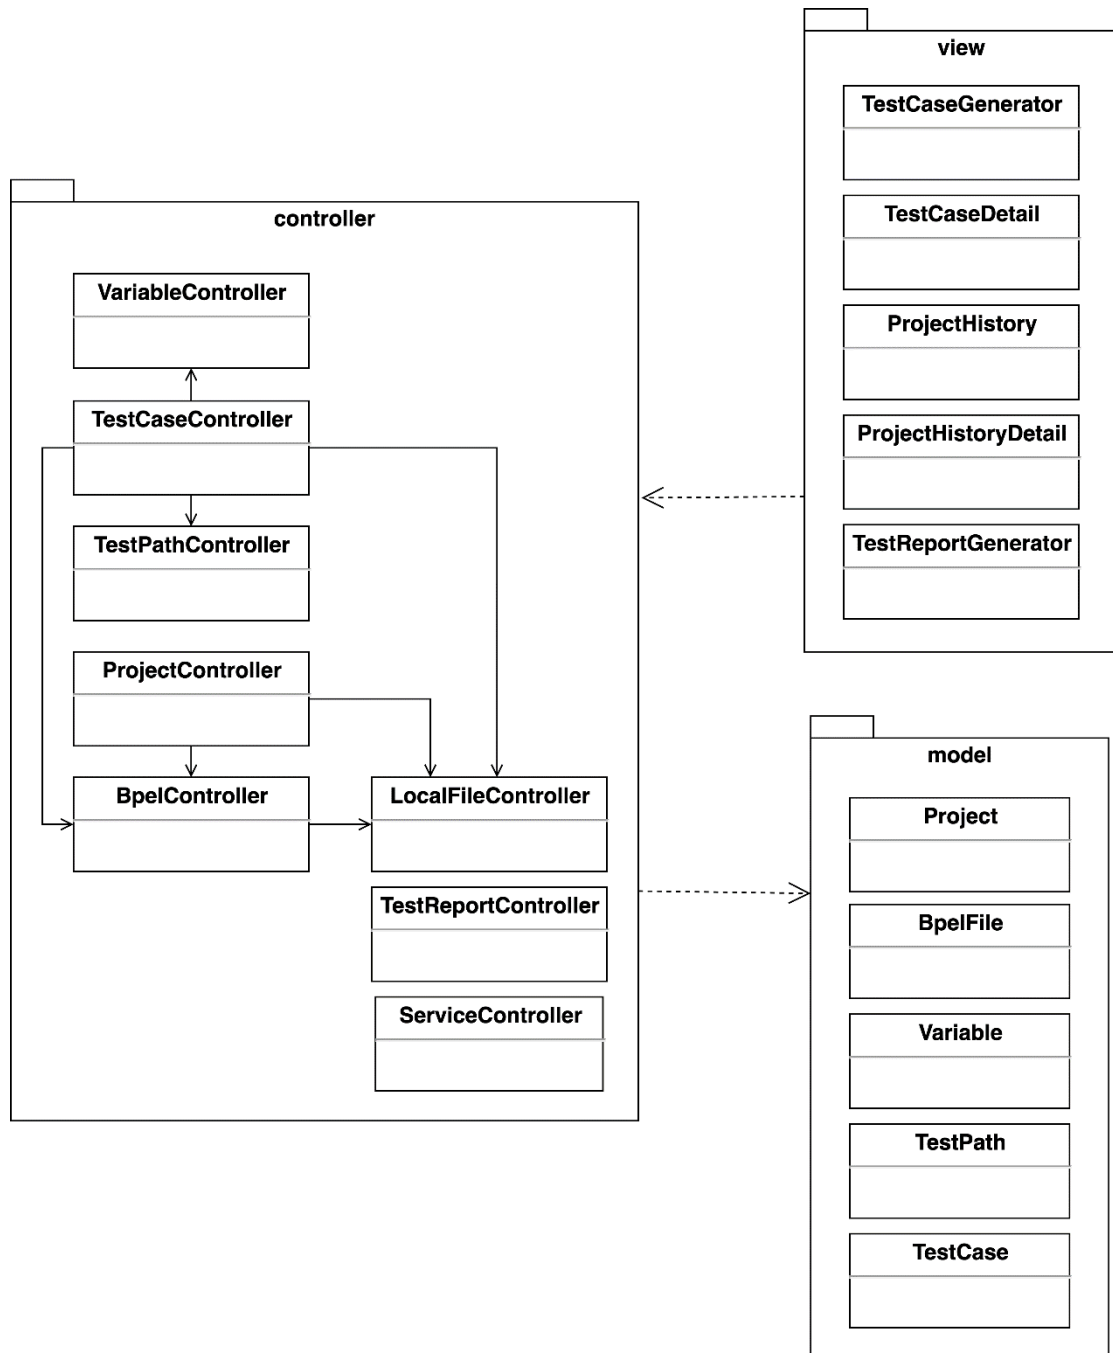 view
TestCaseGenerator
TestCaseDetail
ProjectHistory
ProjectHistoryDetail
TestReportGenerator
controller
VariableController
TestCaseController
TestPathController
ProjectController
BpelController
LocalFileController
TestReportController
ServiceController
model
Project
BpelFile
Variable
TestPath
TestCase